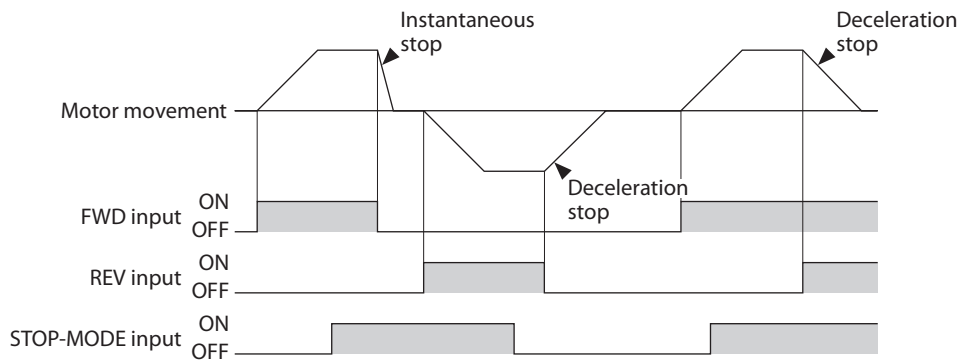 Instantaneous
stop
Deceleration
stop
Motor movement
Deceleration
stop
FWD input
ON
OFF
REV input
ON
OFF
STOP-MODE input
ON
OFF